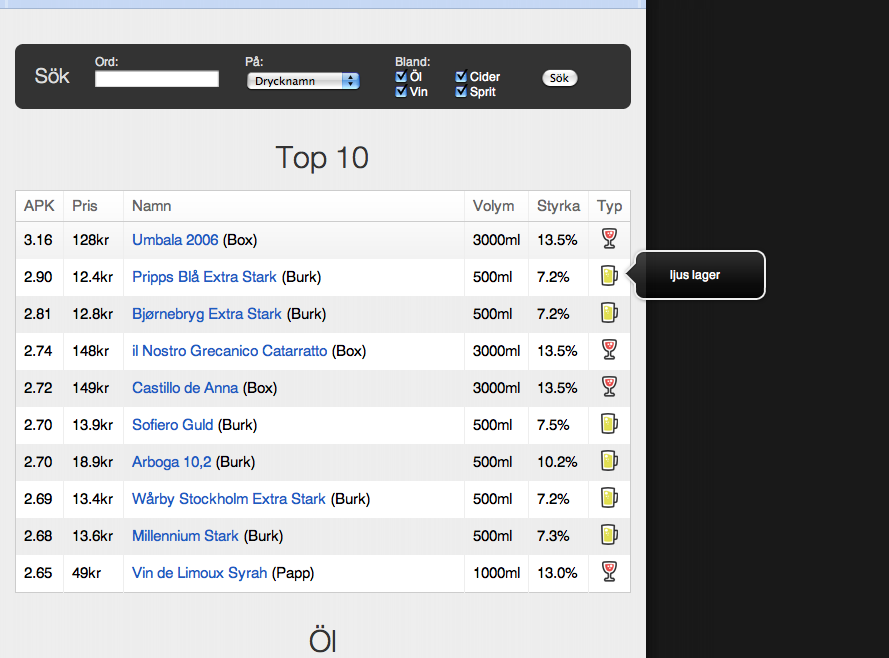 Sök
Ord:
På:
Drycknamn
Bland:
Öl
Cider
Vin
Sprit
Sök
Top 10
APK Pris Namn Volym Styrka Typ
3.16 128kr Umbala 2006 (Box) 3000ml 13.5%
2.90 12.4kr Pripps Blå Extra Stark (Burk) 500ml 7.2%
ljus lager
2.81 12.8kr Bjørnebryg Extra Stark (Burk) 500ml 7.2%
2.74 148kr il Nostro Grecanico Catarratto (Box) 3000ml 13.5%
2.72 149kr Castillo de Anna (Box) 3000ml 13.5%
2.70 13.9kr Sofiero Guld (Burk) 500ml 7.5%
2.70 18.9kr Arboga 10,2 (Burk) 500ml 10.2%
2.69 13.4kr Wårby Stockholm Extra Stark (Burk) 500ml 7.2%
2.68 13.6kr Millennium Stark (Burk) 500ml 7.3%
2.65 49kr Vin de Limoux Syrah (Papp) 1000ml 13.0%
Öl